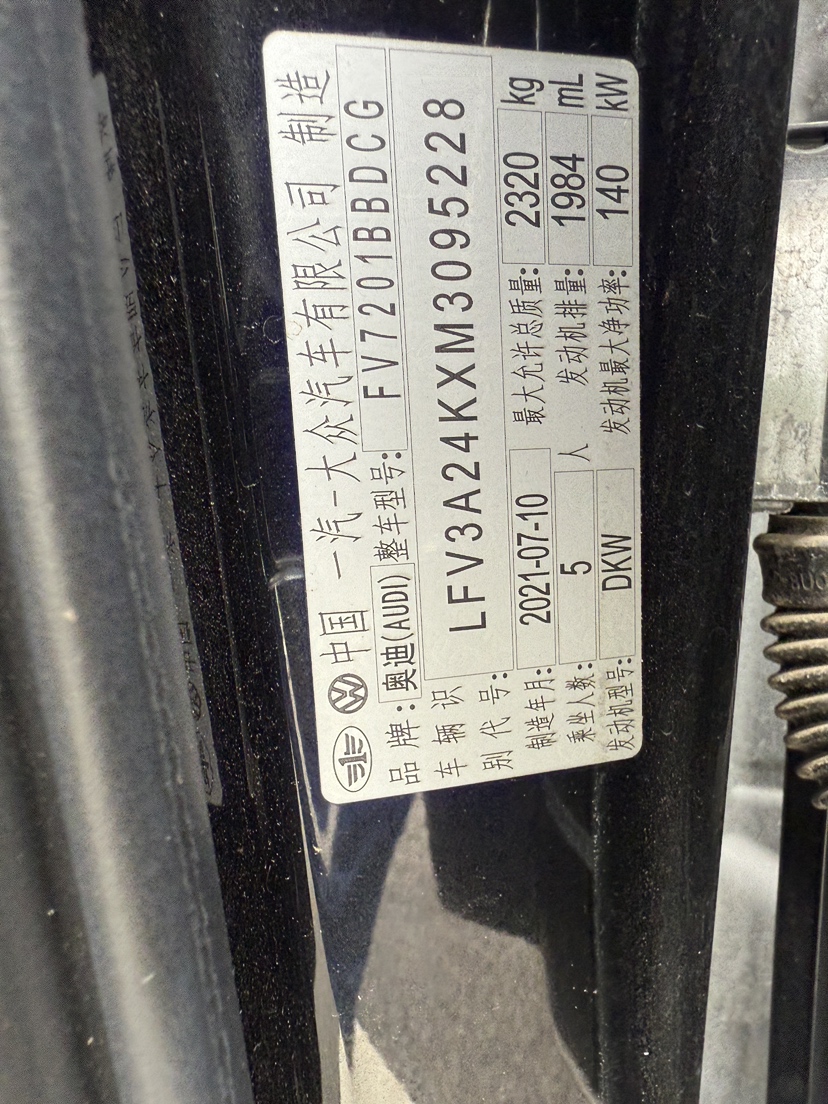 中国 一汽-大众汽车有限公司 制造
品牌: 奥迪(AUDI) 整车型号: FV7201BBDCG
车辆识别代号: LFV3A24KXM3095228
制造年月: 2021-07-10 最大允许总质量: 2320 kg
乘坐人数: 5 人 发动机排量: 1984 mL
发动机型号: DKW 发动机最大净功率: 140 kW